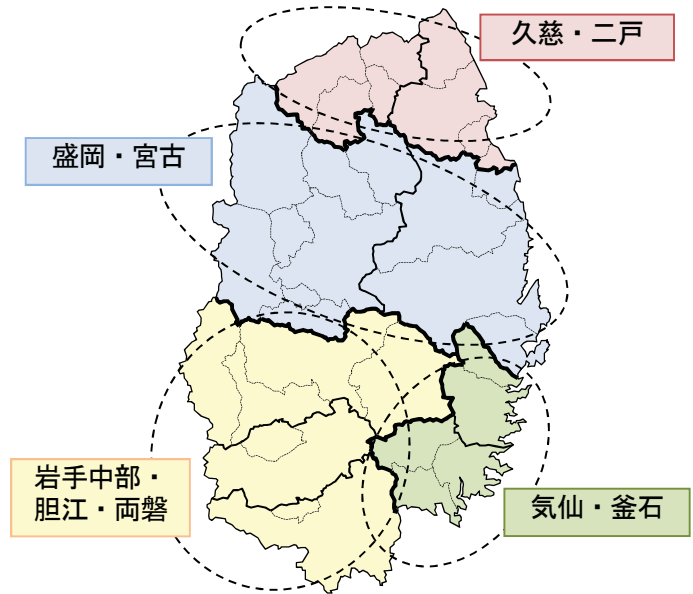 久慈・二戸
盛岡・宮古
岩手中部・
胆江・両磐
気仙・釜石